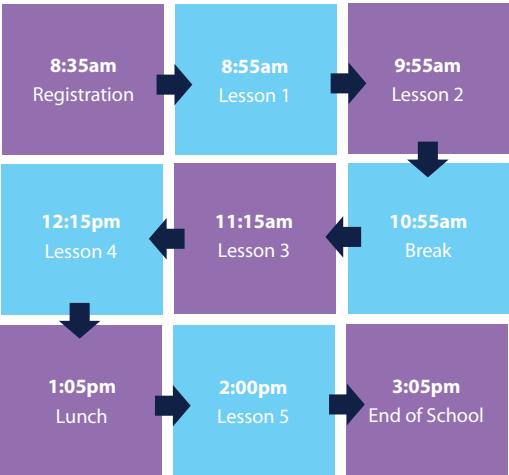 8:35am
Registration
8:55am
Lesson 1
9:55am
Lesson 2
10:55am
Break
11:15am
Lesson 3
12:15pm
Lesson 4
1:05pm
Lunch
2:00pm
Lesson 5
3:05pm
End of School